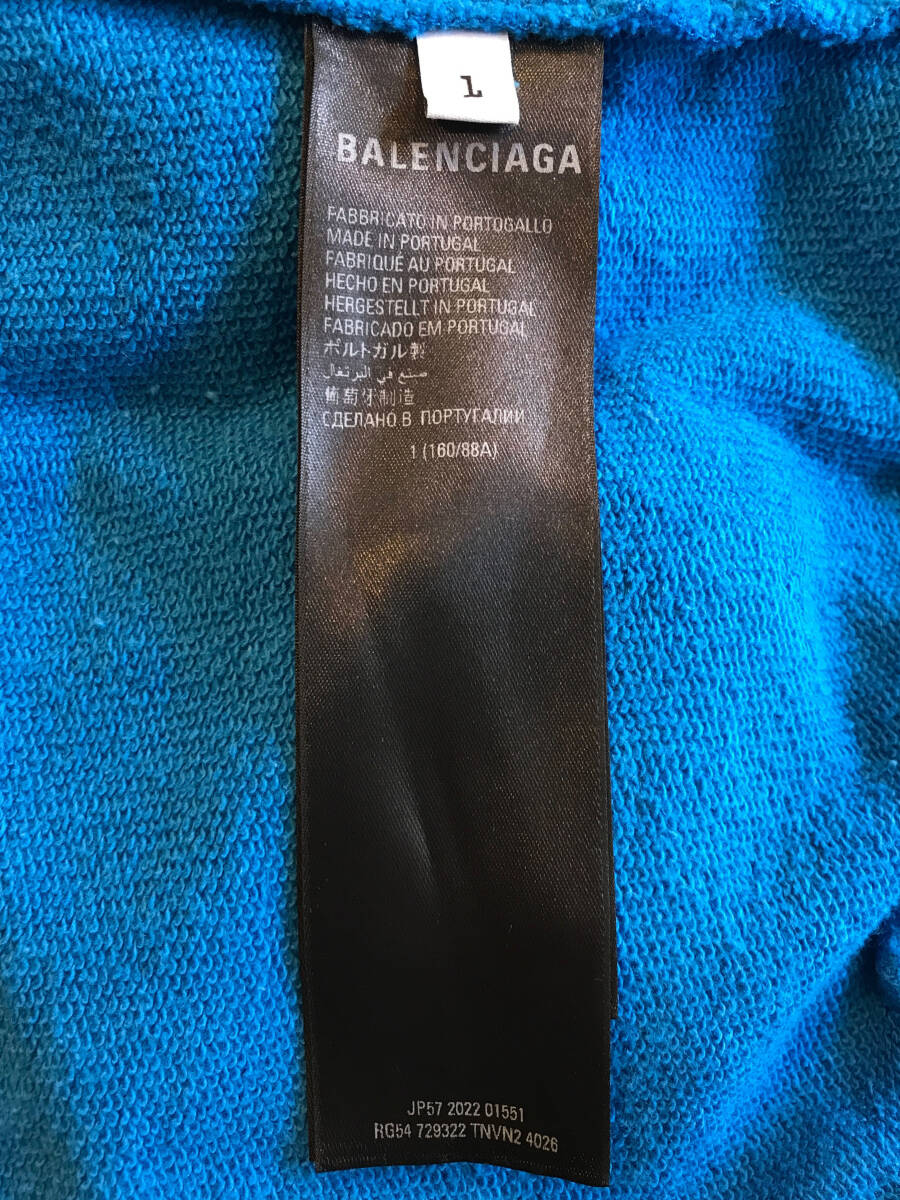 1
BALENCIAGA
FABBRICATO IN PORTOGALLO
MADE IN PORTUGAL
FABRIQUÉ AU PORTUGAL
HECHO EN PORTUGAL
HERGESTELLT IN PORTUGAL
FABRICADO EM PORTUGAL
ポルトガル製
صنع في البرتغال
葡萄牙制造
СДЕЛАНО В ПОРТУГАЛИИ
1 (160/88A)
JP57 2022 01551
RG54 729322 TNVN2 4026